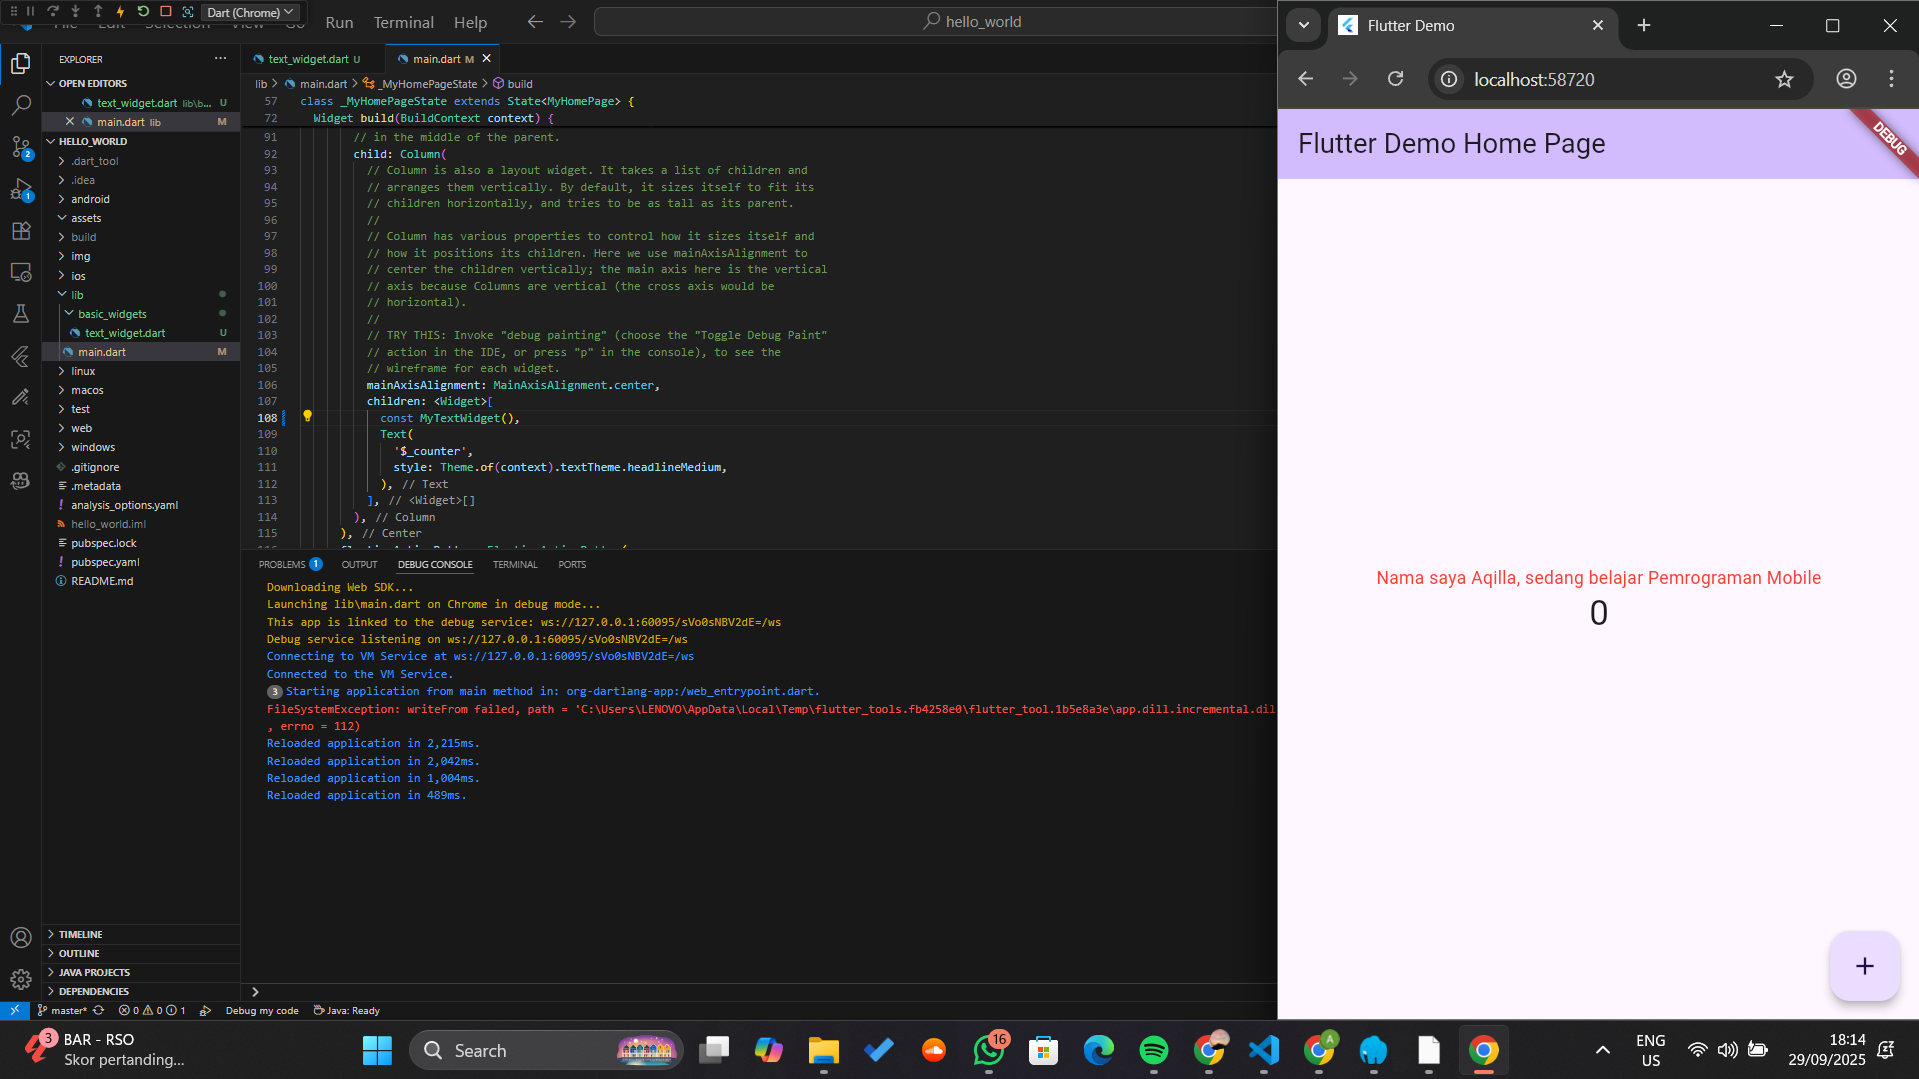 Dart (Chrome)
File Edit Selection View Go Run Terminal Help
hello_world
EXPLORER
OPEN EDITORS
text_widget.dart lib\b... U
main.dart lib M
HELLO_WORLD
.dart_tool
.idea
android
assets
build
img
ios
lib
basic_widgets
text_widget.dart U
main.dart M
linux
macos
test
web
windows
.gitignore
.metadata
analysis_options.yaml
hello_world.iml
pubspec.lock
pubspec.yaml
README.md
TIMELINE
OUTLINE
JAVA PROJECTS
DEPENDENCIES
2
1
text_widget.dart U
main.dart M
lib > main.dart > _MyHomePageState > build
57 class _MyHomePageState extends State<MyHomePage> {
72 Widget build(BuildContext context) {
91 // in the middle of the parent.
92 child: Column(
93 // Column is also a layout widget. It takes a list of children and
94 // arranges them vertically. By default, it sizes itself to fit its
95 // children horizontally, and tries to be as tall as its parent.
96 //
97 // Column has various properties to control how it sizes itself and
98 // how it positions its children. Here we use mainAxisAlignment to
99 // center the children vertically; the main axis here is the vertical
100 // axis because Columns are vertical (the cross axis would be
101 // horizontal).
102 //
103 // TRY THIS: Invoke "debug painting" (choose the "Toggle Debug Paint"
104 // action in the IDE, or press "p" in the console), to see the
105 // wireframe for each widget.
106 mainAxisAlignment: MainAxisAlignment.center,
107 children: <Widget>[
108 const MyTextWidget(),
109 Text(
110 '$_counter',
111 style: Theme.of(context).textTheme.headlineMedium,
112 ), // Text
113 ], // <Widget>[]
114 ), // Column
115 ), // Center
PROBLEMS 1 OUTPUT DEBUG CONSOLE TERMINAL PORTS
Downloading Web SDK...
Launching lib\main.dart on Chrome in debug mode...
This app is linked to the debug service: ws://127.0.0.1:60095/sVo0sNBV2dE=/ws
Debug service listening on ws://127.0.0.1:60095/sVo0sNBV2dE=/ws
Connecting to VM Service at ws://127.0.0.1:60095/sVo0sNBV2dE=/ws
Connected to the VM Service.
3 Starting application from main method in: org-dartlang-app:/web_entrypoint.dart.
FileSystemException: writeFrom failed, path = 'C:\Users\LENOVO\AppData\Local\Temp\flutter_tools.fb4258e0\flutter_tool.1b5e8a3e\app.dill.incremental.dil
, errno = 112)
Reloaded application in 2,215ms.
Reloaded application in 2,042ms.
Reloaded application in 1,004ms.
Reloaded application in 489ms.
master* 0 0 1 Debug my code Java: Ready
Flutter Demo
localhost:58720
Flutter Demo Home Page
DEBUG
Nama saya Aqilla, sedang belajar Pemrograman Mobile
0
+
3
BAR - RSO
Skor pertanding...
Search
16
A
ENG
US
18:14
29/09/2025